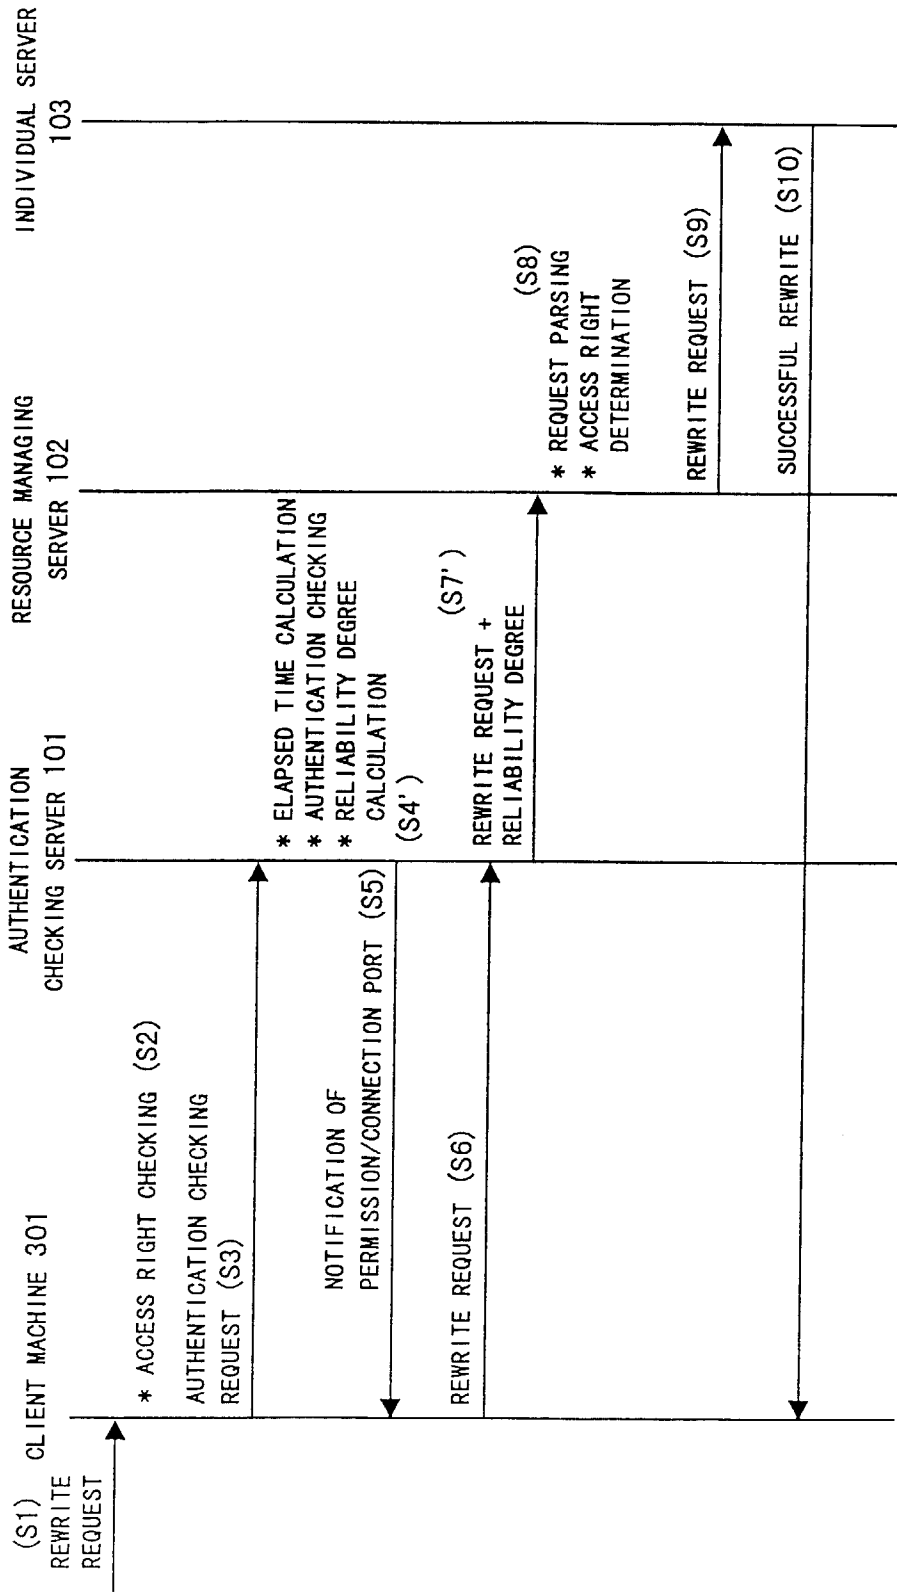 (S1)
REWRITE
REQUEST
CLIENT MACHINE 301
AUTHENTICATION
CHECKING SERVER 101
RESOURCE MANAGING
SERVER 102
INDIVIDUAL SERVER
103
* ACCESS RIGHT CHECKING (S2)
AUTHENTICATION CHECKING
REQUEST (S3)
* ELAPSED TIME CALCULATION
* AUTHENTICATION CHECKING
* RELIABILITY DEGREE
CALCULATION
(S4')
NOTIFICATION OF
PERMISSION/CONNECTION PORT (S5)
REWRITE REQUEST (S6)
(S7')
REWRITE REQUEST +
RELIABILITY DEGREE
(S8)
* REQUEST PARSING
* ACCESS RIGHT
DETERMINATION
REWRITE REQUEST (S9)
SUCCESSFUL REWRITE (S10)